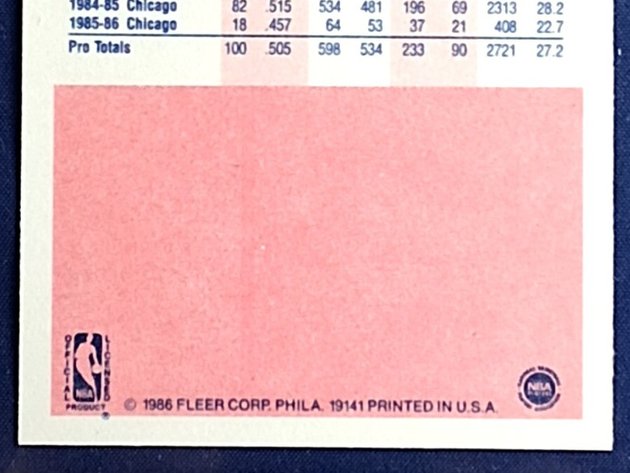 1984-85 Chicago 82 .515 534 481 196 69 2313 28.2
1985-86 Chicago 18 .457 64 53 37 21 408 22.7
Pro Totals 100 .505 598 534 233 90 2721 27.2
OFFICIAL LICENSED
NBA
PRODUCT
®
© 1986 FLEER CORP. PHILA. 19141 PRINTED IN U.S.A.
NBA